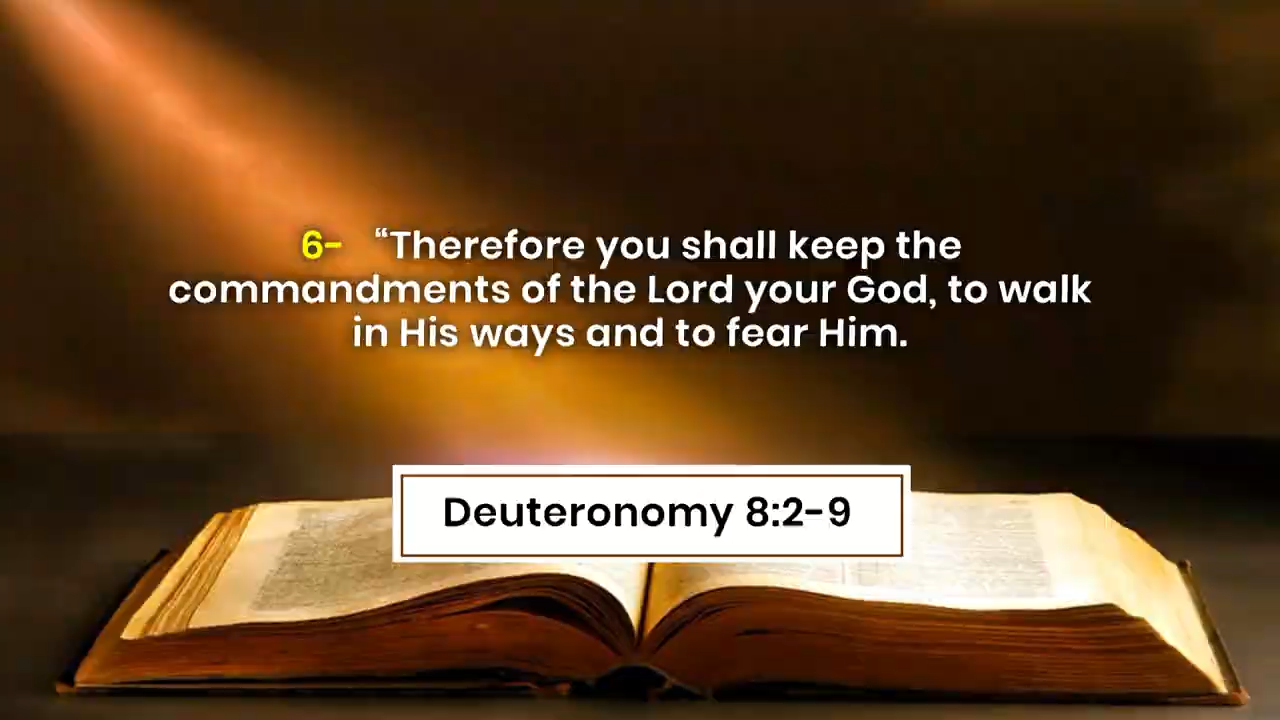 6- “Therefore you shall keep the
commandments of the Lord your God, to walk
in His ways and to fear Him.
Deuteronomy 8:2-9